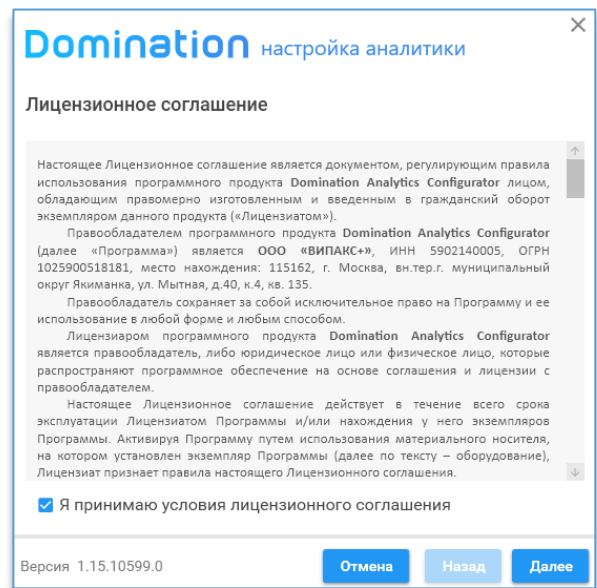 Domination настройка аналитики
Лицензионное соглашение
Настоящее Лицензионное соглашение является документом, регулирующим правила
использования программного продукта Domination Analytics Configurator лицом,
обладающим правомерно изготовленным и введенным в гражданский оборот
экземпляром данного продукта («Лицензиатом»).
Правообладателем программного продукта Domination Analytics Configurator
(далее «Программа») является ООО «ВИПАКС+», ИНН 5902140005, ОГРН
1025900518181, место нахождения: 115162, г. Москва, вн.тер.г. муниципальный
округ Якиманка, ул. Мытная, д.40, к.4, кв. 135.
Правообладатель сохраняет за собой исключительное право на Программу и ее
использование в любой форме и любым способом.
Лицензиаром программного продукта Domination Analytics Configurator
является правообладатель, либо юридическое лицо или физическое лицо, которые
распространяют программное обеспечение на основе соглашения и лицензии с
правообладателем.
Настоящее Лицензионное соглашение действует в течение всего срока
эксплуатации Лицензиатом Программы и/или нахождения у него экземпляров
Программы. Активируя Программу путем использования материального носителя,
на котором установлен экземпляр Программы (далее по тексту – оборудование),
Лицензиат признает правила настоящего Лицензионного соглашения.
Я принимаю условия лицензионного соглашения
Версия 1.15.10599.0
Отмена
Назад
Далее